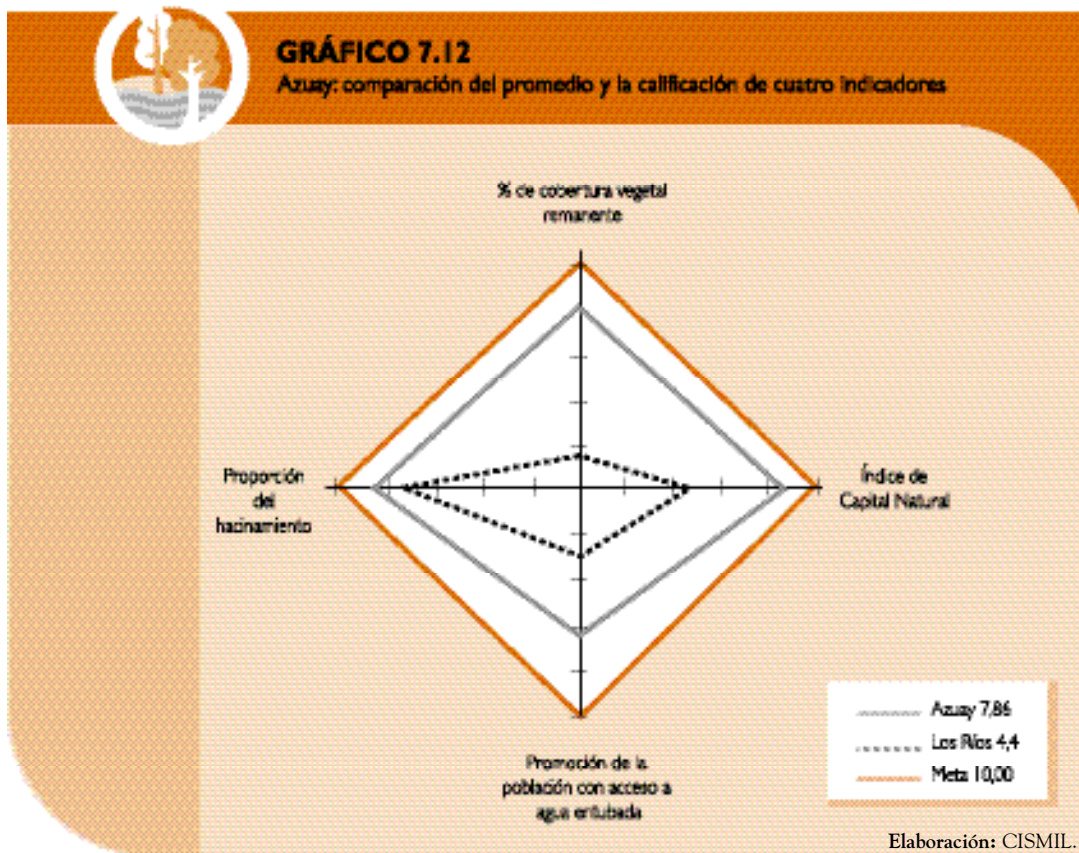 GRÁFICO 7.12
Azuay: comparación del promedio y la calificación de cuatro indicadores
% de cobertura vegetal
remanente
Proporción
del
hacinamiento
Índice de
Capital Natural
Promoción de la
población con acceso a
agua entubada
Azuay 7,86
Los Ríos 4,4
Meta 10,00
Elaboración: CISMIL.